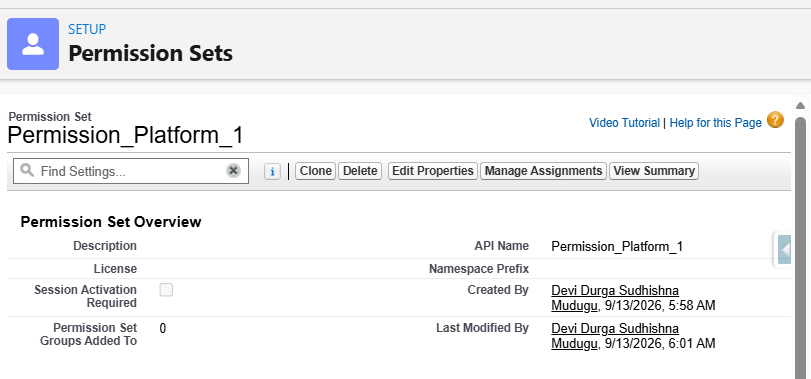 SETUP
Permission Sets
Permission Set
Permission_Platform_1
Video Tutorial | Help for this Page ?
Find Settings...
i | Clone Delete Edit Properties Manage Assignments View Summary
Permission Set Overview
Description API Name Permission_Platform_1
License Namespace Prefix
Session Activation Required Created By Devi Durga Sudhishna
Mudugu, 9/13/2026, 5:58 AM
Permission Set Groups Added To 0 Last Modified By Devi Durga Sudhishna
Mudugu, 9/13/2026, 6:01 AM